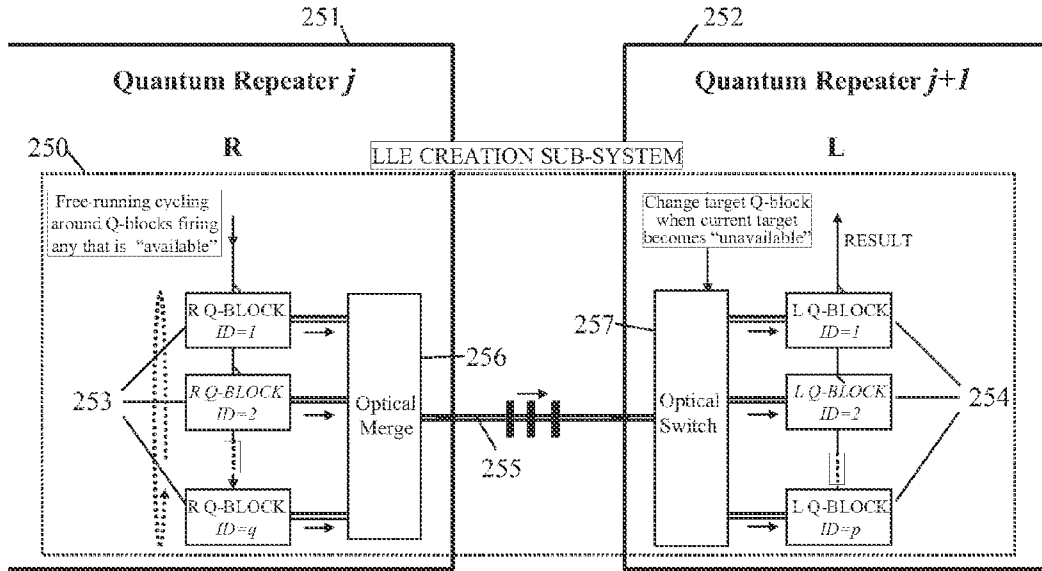 251
252
Quantum Repeater j
Quantum Repeater j+1
250
R
LLE CREATION SUB-SYSTEM
L
Free-running cycling
around Q-blocks firing
any that is "available"
Change target Q-block
when current target
becomes "unavailable"
RESULT
R Q-BLOCK
ID=1
R Q-BLOCK
ID=2
R Q-BLOCK
ID=q
253
Optical
Merge
256
255
257
Optical
Switch
L Q-BLOCK
ID=1
L Q-BLOCK
ID=2
L Q-BLOCK
ID=p
254